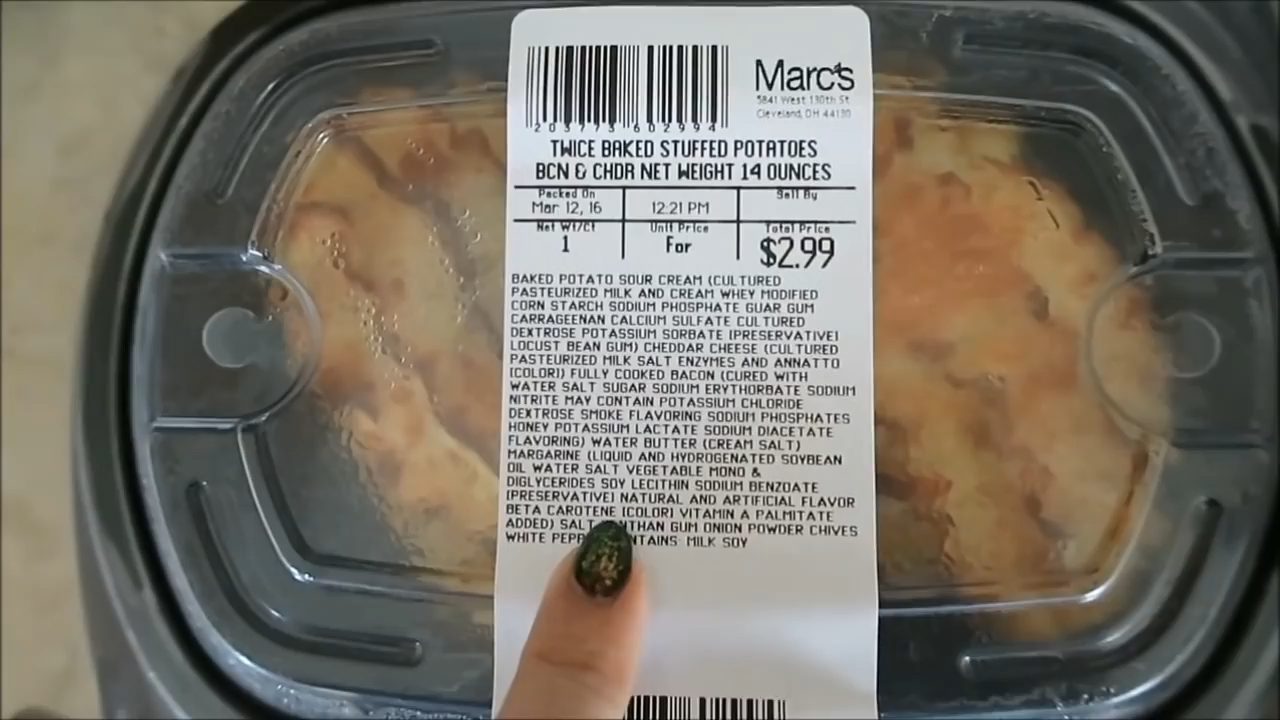 Marc's
5841 West 130th St
Cleveland, OH 44130
2 03773 602994
TWICE BAKED STUFFED POTATOES
BCN & CHDR NET WEIGHT 14 OUNCES
Packed On
Sell By
Mar 12, 16
12:21 PM
Net Wt/Ct
Unit Price
Total Price
1
For
$2.99
BAKED POTATO SOUR CREAM (CULTURED
PASTEURIZED MILK AND CREAM WHEY MODIFIED
CORN STARCH SODIUM PHOSPHATE GUAR GUM
CARRAGEENAN CALCIUM SULFATE CULTURED
DEXTROSE POTASSIUM SORBATE (PRESERVATIVE)
LOCUST BEAN GUM) CHEDDAR CHEESE (CULTURED
PASTEURIZED MILK SALT ENZYMES AND ANNATTO
(COLOR)) FULLY COOKED BACON (CURED WITH
WATER SALT SUGAR SODIUM ERYTHORBATE SODIUM
NITRITE MAY CONTAIN POTASSIUM CHLORIDE
DEXTROSE SMOKE FLAVORING SODIUM PHOSPHATES
HONEY POTASSIUM LACTATE SODIUM DIACETATE
FLAVORING) WATER BUTTER (CREAM SALT)
MARGARINE (LIQUID AND HYDROGENATED SOYBEAN
OIL WATER SALT VEGETABLE MONO &
DIGLYCERIDES SOY LECITHIN SODIUM BENZOATE
(PRESERVATIVE) NATURAL AND ARTIFICIAL FLAVOR
BETA CAROTENE (COLOR) VITAMIN A PALMITATE
ADDED) SALT NTHAN GUM ONION POWDER CHIVES
WHITE PEPP NTAINS: MILK SOY